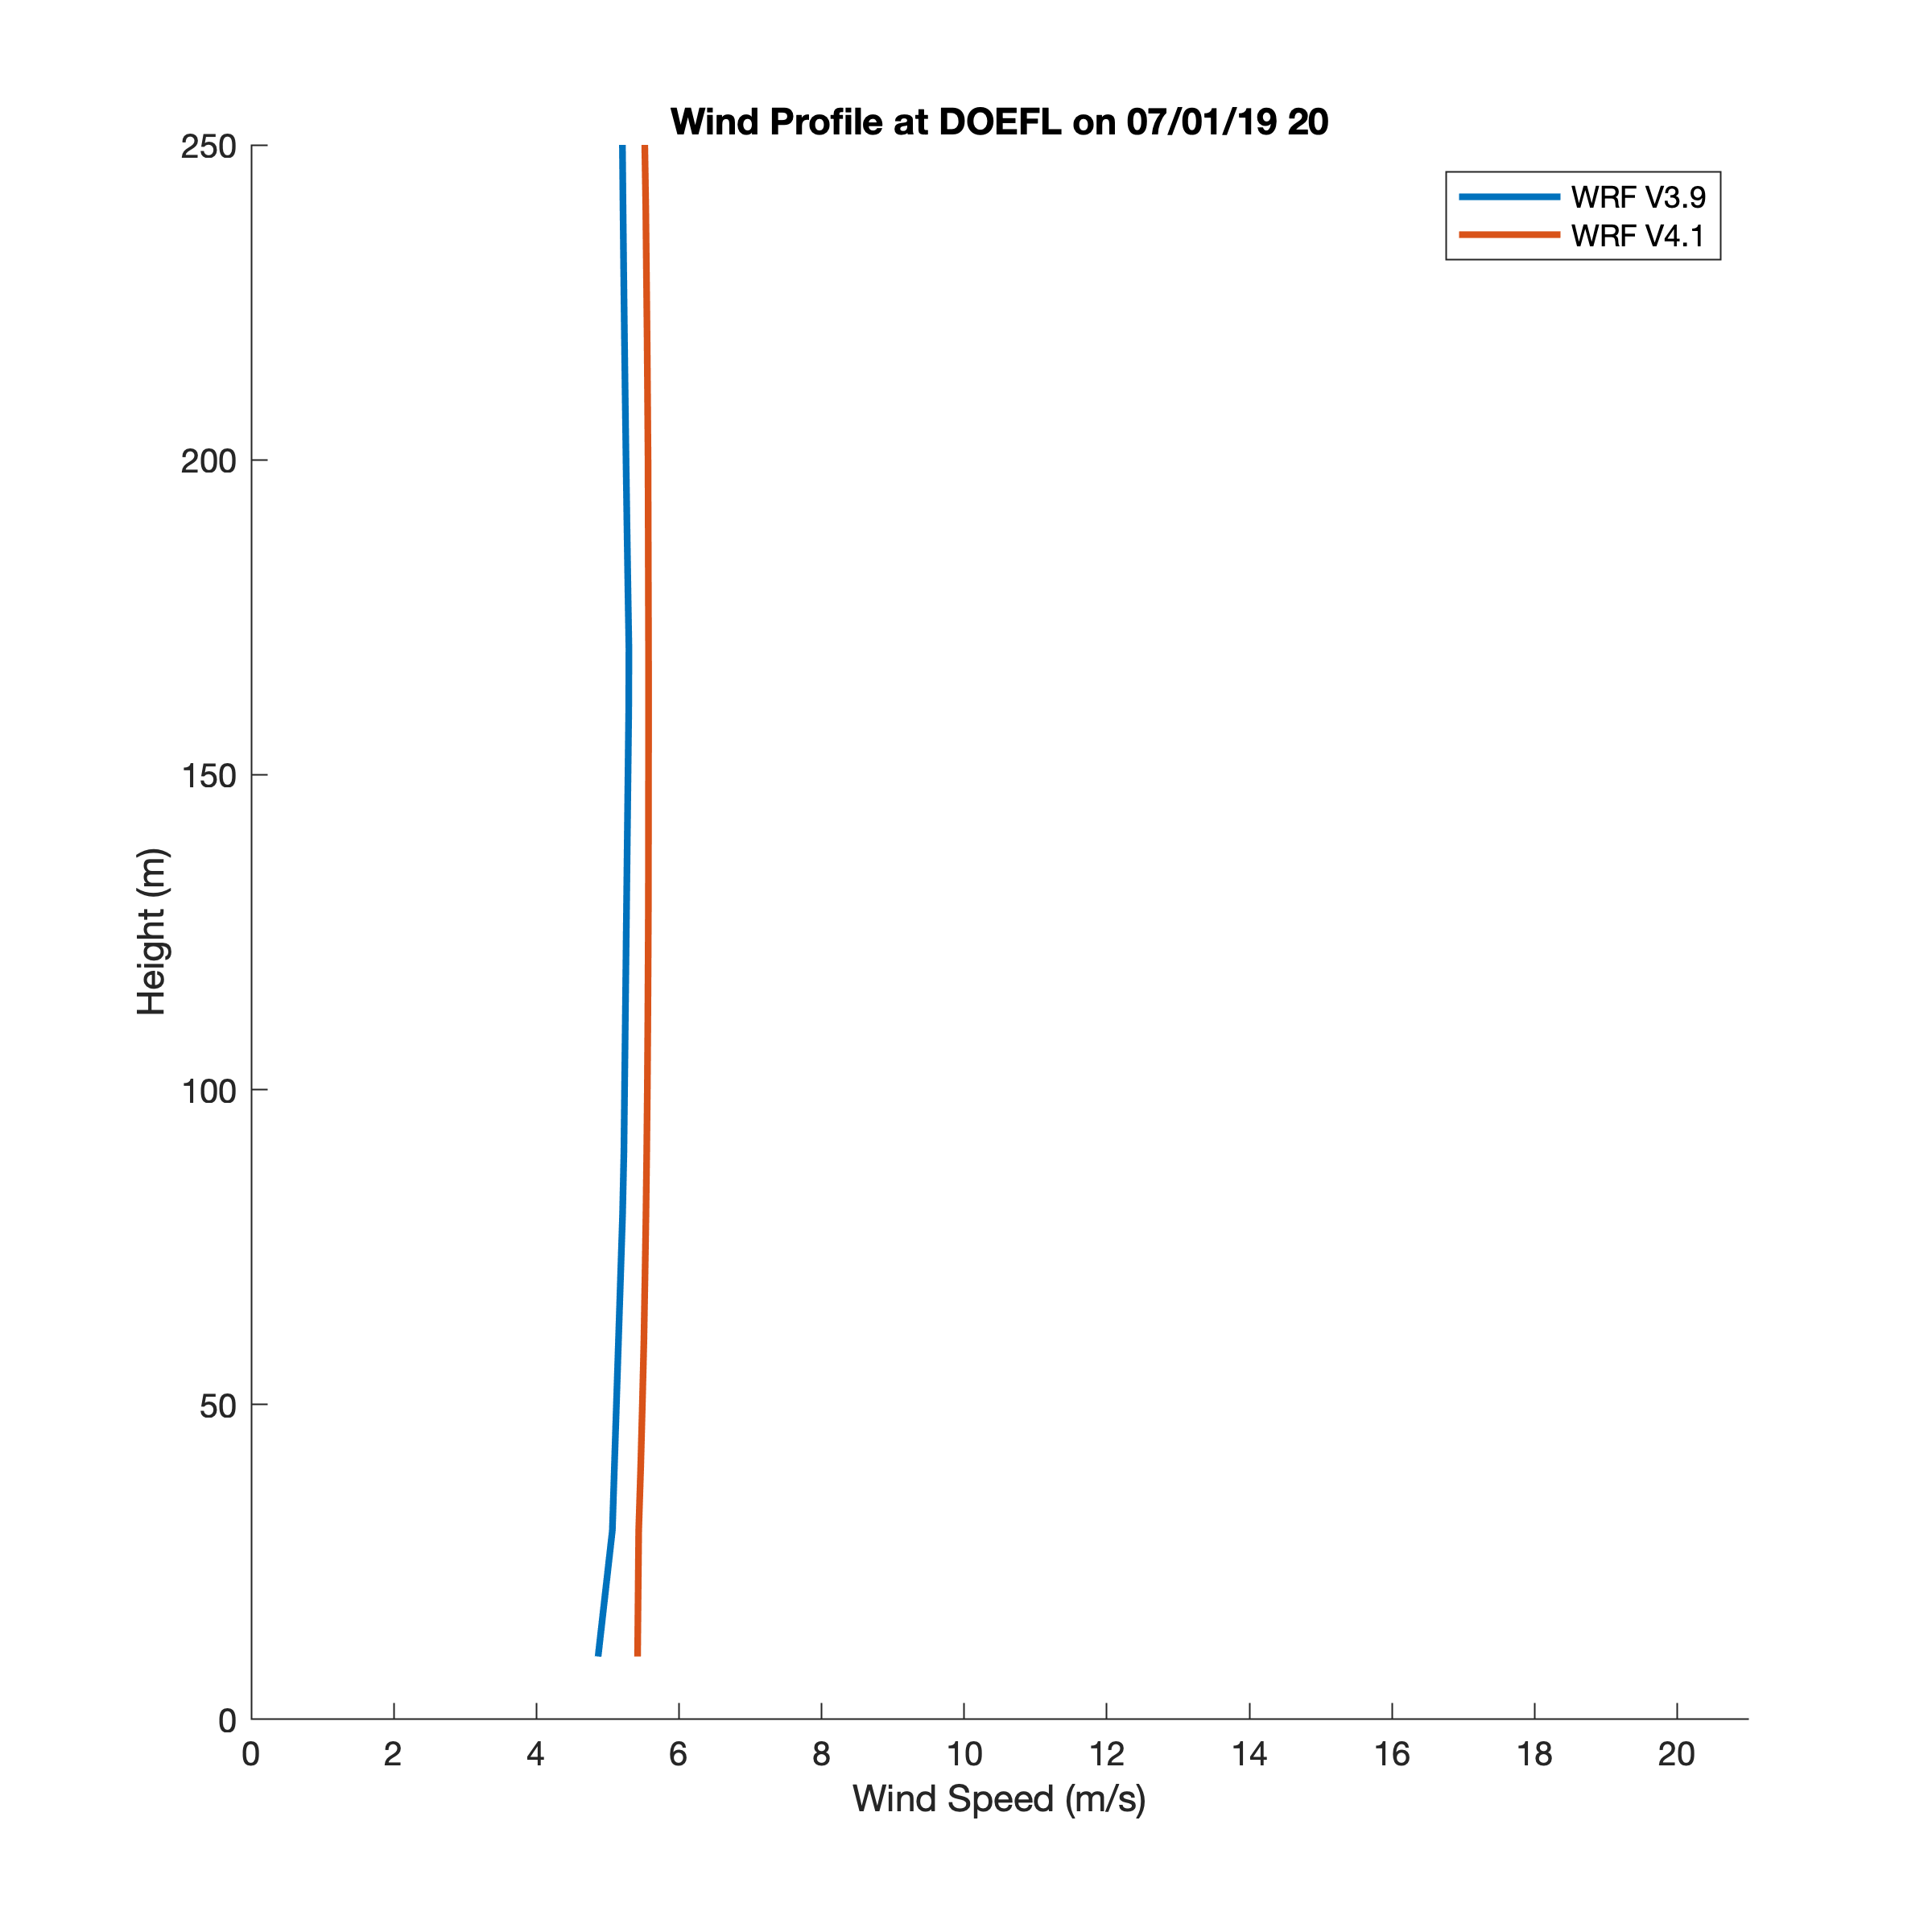 Wind Profile at DOEFL on 07/01/19 20
WRF V3.9
WRF V4.1
250
200
150
100
50
0
Height (m)
0 2 4 6 8 10 12 14 16 18 20
Wind Speed (m/s)